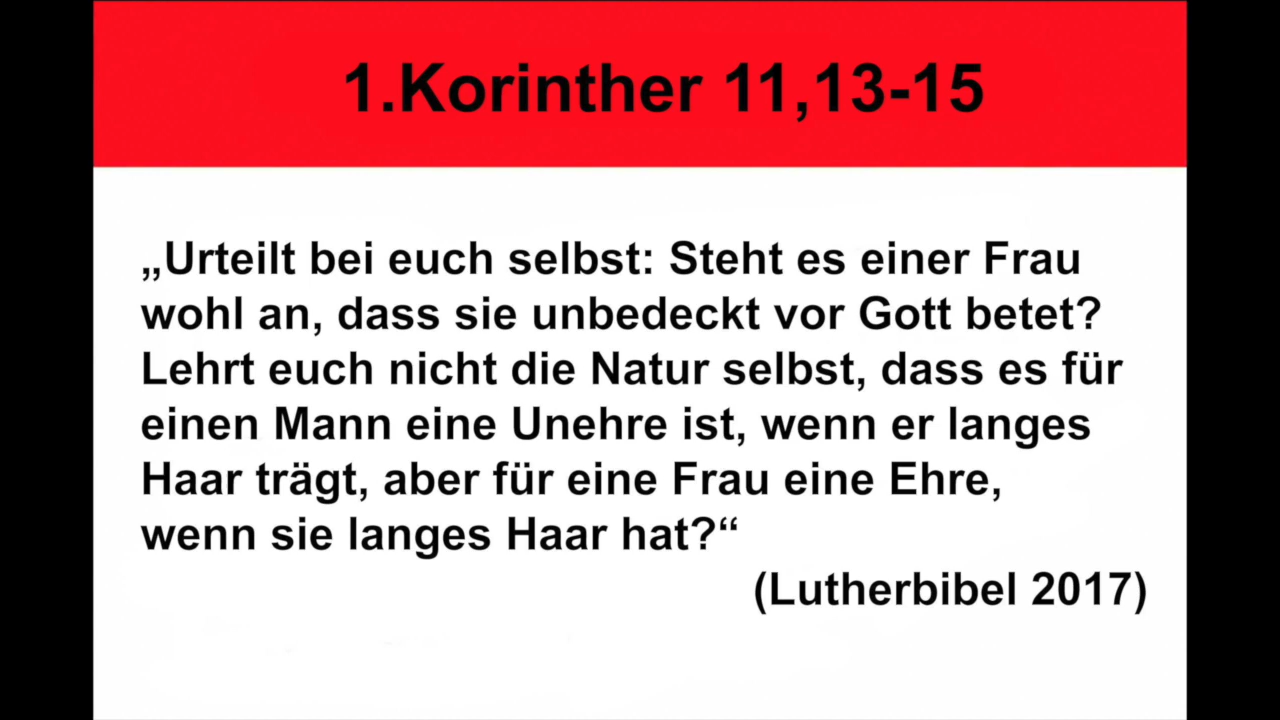 1.Korinther 11,13-15
„Urteilt bei euch selbst: Steht es einer Frau
wohl an, dass sie unbedeckt vor Gott betet?
Lehrt euch nicht die Natur selbst, dass es für
einen Mann eine Unehre ist, wenn er langes
Haar trägt, aber für eine Frau eine Ehre,
wenn sie langes Haar hat?“
(Lutherbibel 2017)